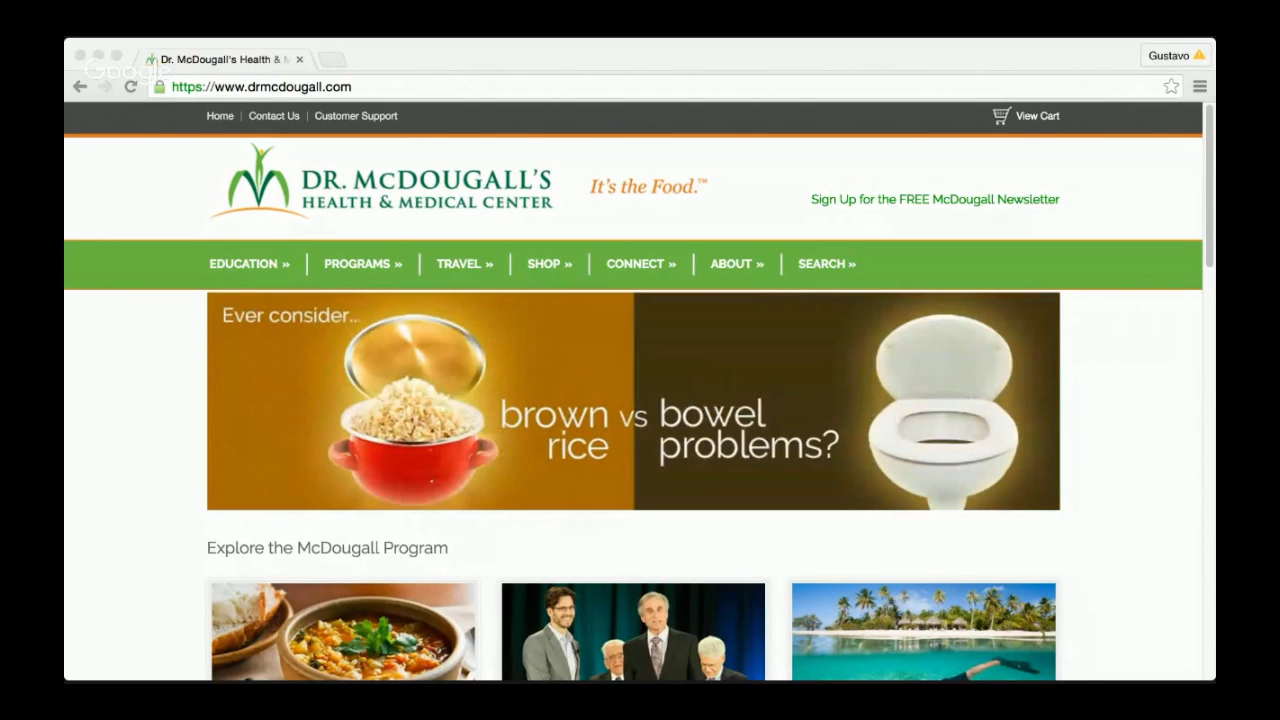 Dr. McDougall's Health & M
Gustavo
Google
https://www.drmcdougall.com
Home | Contact Us | Customer Support
View Cart
DR. MCDOUGALL'S
HEALTH & MEDICAL CENTER
It's the Food.™
Sign Up for the FREE McDougall Newsletter
EDUCATION » PROGRAMS » TRAVEL » SHOP » CONNECT » ABOUT » SEARCH »
Ever consider...
brown vs bowel
rice problems?
Explore the McDougall Program